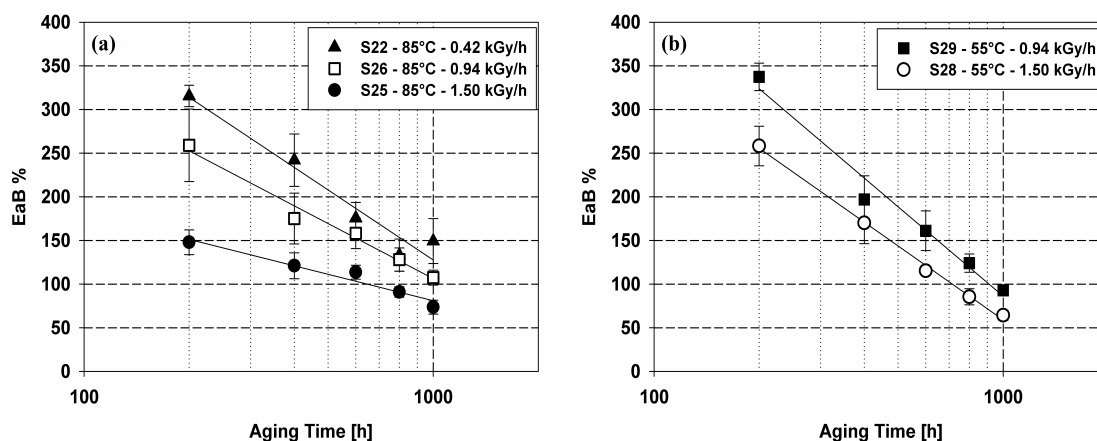 (a)
S22 - 85°C - 0.42 kGy/h
S26 - 85°C - 0.94 kGy/h
S25 - 85°C - 1.50 kGy/h
EaB %
400
350
300
250
200
150
100
50
0
100
1000
Aging Time [h]
(b)
S29 - 55°C - 0.94 kGy/h
S28 - 55°C - 1.50 kGy/h
EaB %
400
350
300
250
200
150
100
50
0
100
1000
Aging Time [h]